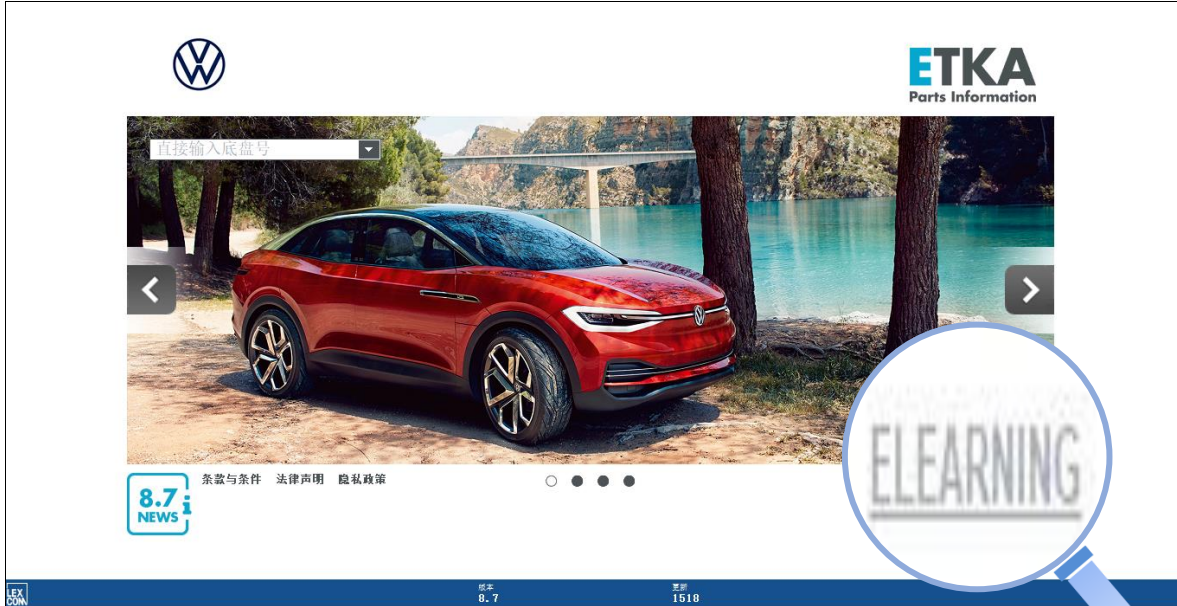 ETKA
Parts Information
直接输入底盘号
ELEARNING
8.7
NEWS
条款与条件 法律声明 隐私政策
LEX
COM
版本
8.7
更新
1518